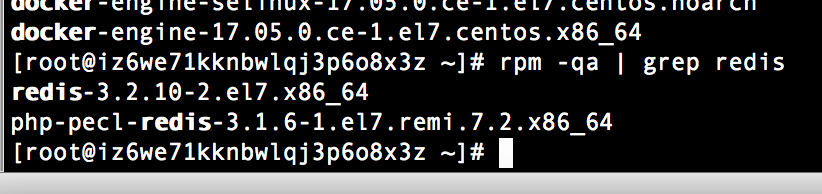 docker-engine-selinux-17.05.0.ce-1.el7.centos.noarch
docker-engine-17.05.0.ce-1.el7.centos.x86_64
[root@iz6we71kknbwlqj3p6o8x3z ~]# rpm -qa | grep redis
redis-3.2.10-2.el7.x86_64
php-pecl-redis-3.1.6-1.el7.remi.7.2.x86_64
[root@iz6we71kknbwlqj3p6o8x3z ~]#